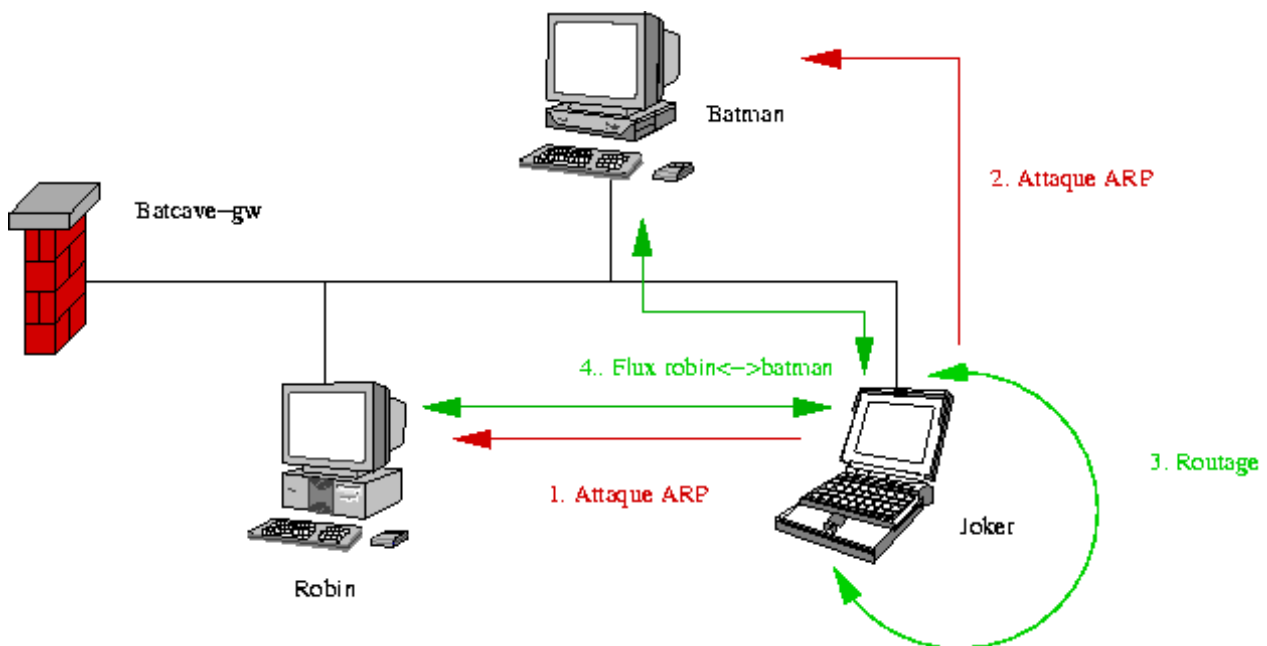 Batman
2. Attaque ARP
Batcave-gw
4.. Flux robin<->batman
3. Routage
1. Attaque ARP
Joker
Robin